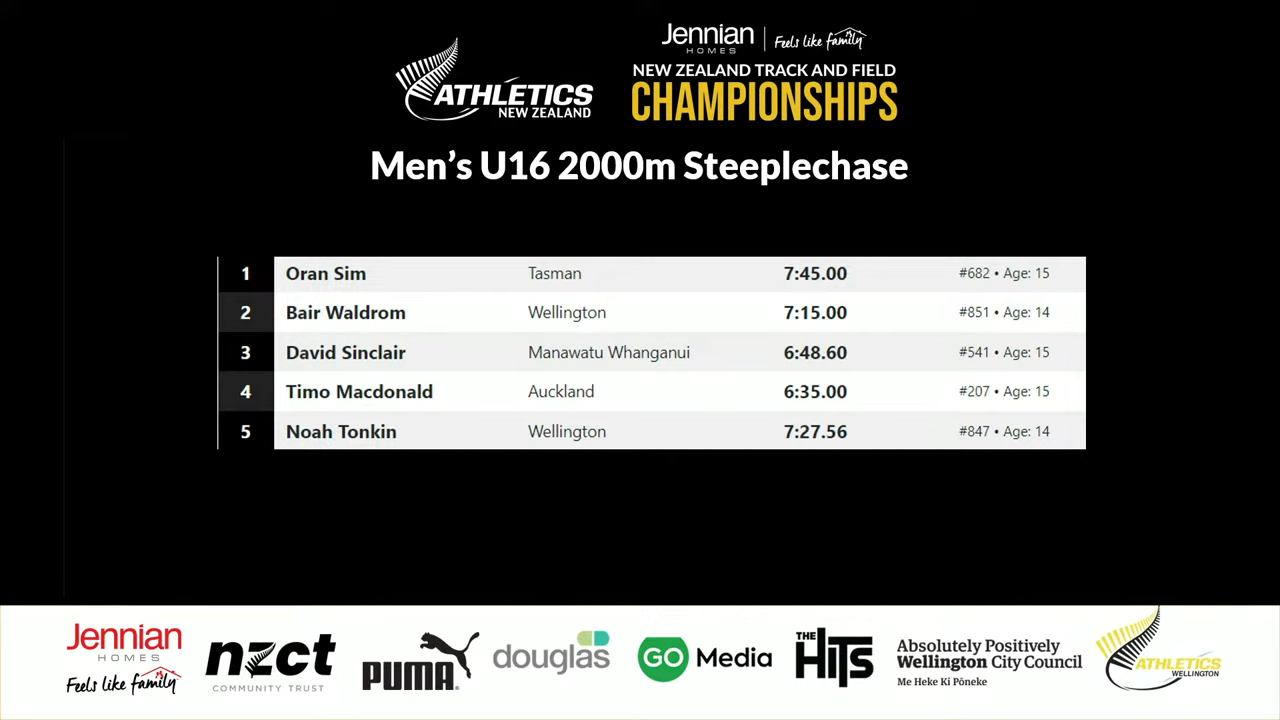 Jennian
HOMES
Feels like family
ATHLETICS
NEW ZEALAND
NEW ZEALAND TRACK AND FIELD
CHAMPIONSHIPS
Men's U16 2000m Steeplechase
1 Oran Sim Tasman 7:45.00 #682 • Age: 15
2 Bair Waldrom Wellington 7:15.00 #851 • Age: 14
3 David Sinclair Manawatu Whanganui 6:48.60 #541 • Age: 15
4 Timo Macdonald Auckland 6:35.00 #207 • Age: 15
5 Noah Tonkin Wellington 7:27.56 #847 • Age: 14
Jennian
HOMES
Feels like family
nzct
COMMUNITY TRUST
PUMA
douglas
GO Media
THE HITS
Absolutely Positively
Wellington City Council
Me Heke Ki Pōneke
ATHLETICS
WELLINGTON